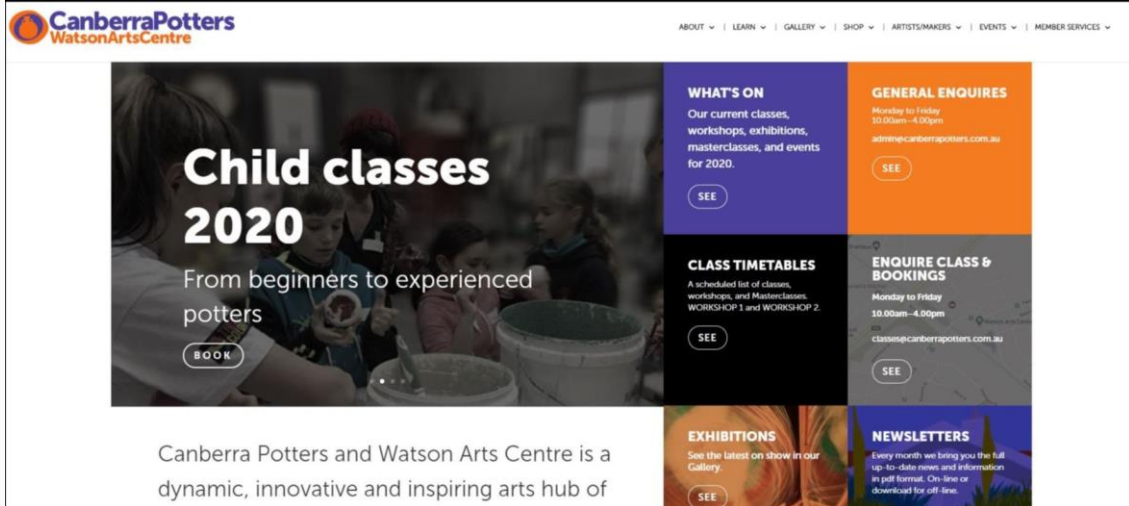 CanberraPotters
WatsonArtsCentre
ABOUT | LEARN | GALLERY | SHOP | ARTISTS/MAKERS | EVENTS | MEMBER SERVICES
Child classes
2020
From beginners to experienced
potters
BOOK
WHAT'S ON
Our current classes,
workshops, exhibitions,
masterclasses, and events
for 2020.
SEE
GENERAL ENQUIRES
Monday to Friday
10.00am–4.00pm
admin@canberrapotters.com.au
SEE
CLASS TIMETABLES
A scheduled list of classes,
workshops, and Masterclasses.
WORKSHOP 1 and WORKSHOP 2.
SEE
ENQUIRE CLASS &
BOOKINGS
Monday to Friday
10.00am–4.00pm
classes@canberrapotters.com.au
SEE
EXHIBITIONS
See the latest on show in our
Gallery.
SEE
NEWSLETTERS
Every month we bring you the full
up-to-date news and information
in pdf format. On-line or
download for off-line.
Canberra Potters and Watson Arts Centre is a
dynamic, innovative and inspiring arts hub of